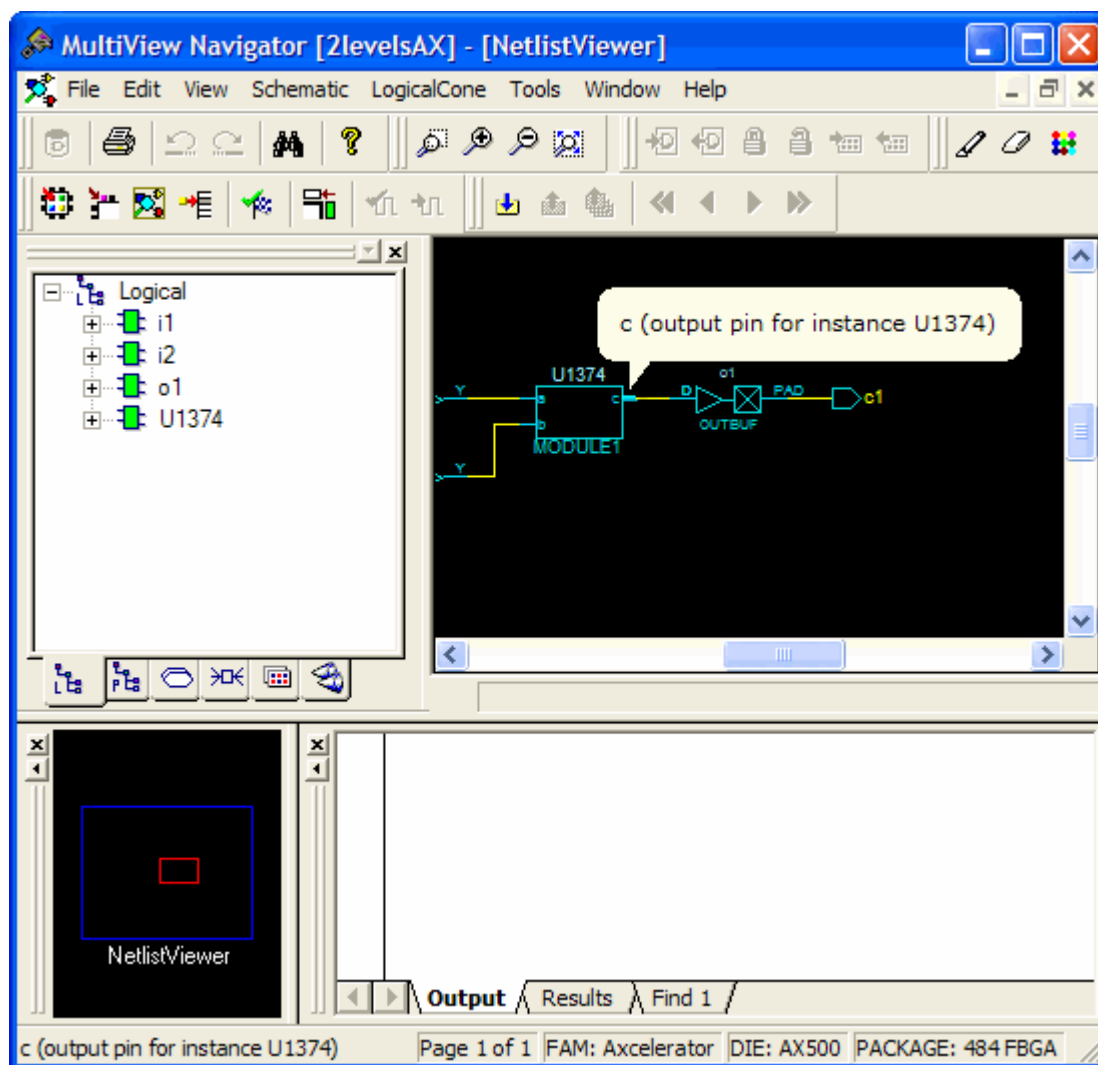 MultiView Navigator [2levelsAX] - [NetlistViewer]
File Edit View Schematic LogicalCone Tools Window Help
Logical
i1
i2
o1
U1374
c (output pin for instance U1374)
U1374
o1
Y
a
c
D
PAD
c1
b
OUTBUF
MODULE1
Y
L
P
NetlistViewer
Output Results Find 1
c (output pin for instance U1374) Page 1 of 1 FAM: Axcelerator DIE: AX500 PACKAGE: 484 FBGA